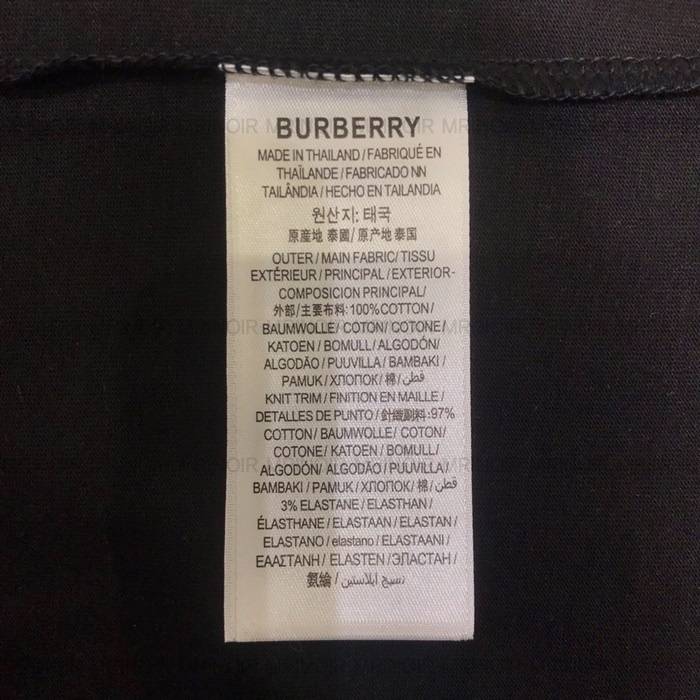 BURBERRY
MADE IN THAILAND/FABRIQUÉ EN
THAÏLANDE/FABRICADO NN
TAILÂNDIA/HECHO EN TAILANDIA
원산지: 태국
原産地 泰國/ 原产地 泰国
OUTER/MAIN FABRIC/TISSU
EXTÉRIEUR/PRINCIPAL/EXTERIOR-
COMPOSICION PRINCIPAL/
外部/主要布料:100%COTTON/
BAUMWOLLE/COTON/COTONE/
KATOEN/BOMULL/ALGODÓN/
ALGODÃO/PUUVILLA/BAMBAKI/
PAMUK/ХЛОПОК/棉/قطن
KNIT TRIM/FINITION EN MAILLE/
DETALLES DE PUNTO/針織副料:97%
COTTON/BAUMWOLLE/COTON/
COTONE/KATOEN/BOMULL/
ALGODÓN/ ALGODÃO/PUUVILLA/
BAMBAKI/PAMUK/ХЛОПОК/棉/قطن
3% ELASTANE/ELASTHAN/
ÉLASTHANE/ELASTAAN/ELASTAN/
ELASTANO/elastano/ELASTAANI/
ΕΛΑΣΤΑΝΗ/ELASTEN/ЭЛАСТАН/
氨綸/نسيج ايلاستين